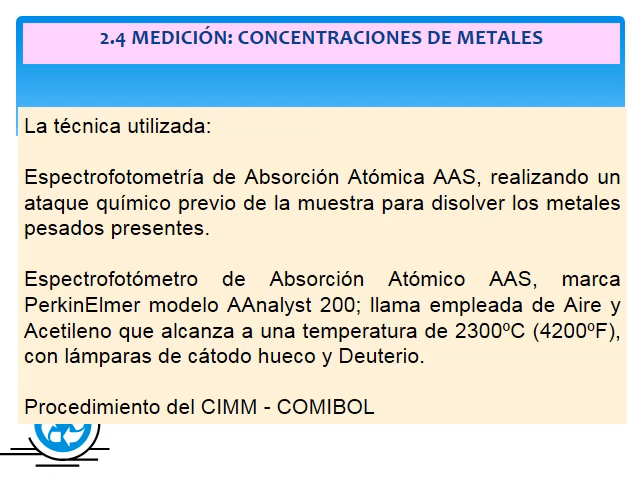 2.4 MEDICIÓN: CONCENTRACIONES DE METALES
La técnica utilizada:
Espectrofotometría de Absorción Atómica AAS, realizando un
ataque químico previo de la muestra para disolver los metales
pesados presentes.
Espectrofotómetro de Absorción Atómico AAS, marca
PerkinElmer modelo AAnalyst 200; llama empleada de Aire y
Acetileno que alcanza a una temperatura de 2300ºC (4200ºF),
con lámparas de cátodo hueco y Deuterio.
Procedimiento del CIMM - COMIBOL